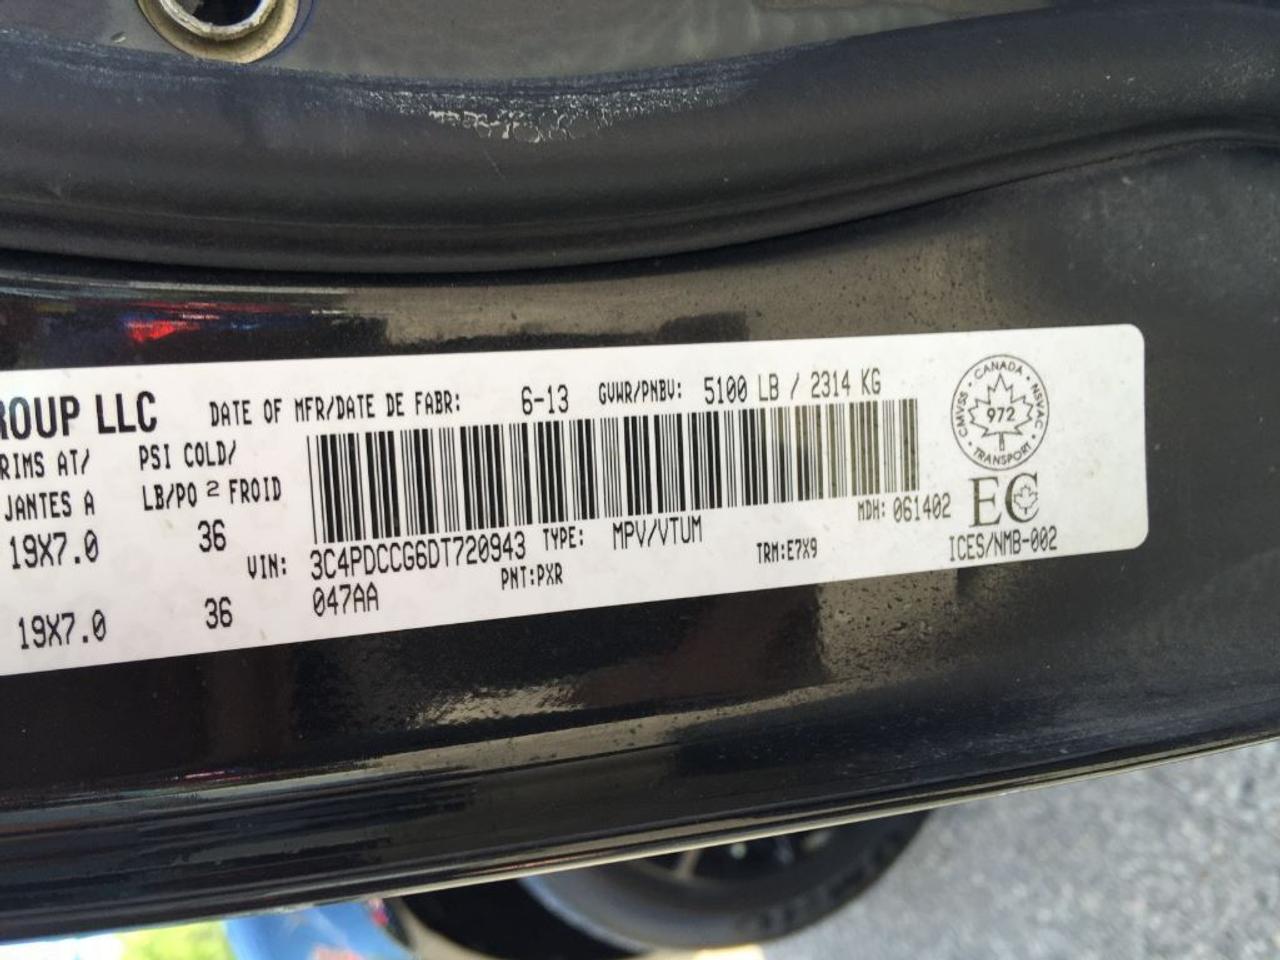 ROUP LLC
DATE OF MFR/DATE DE FABR: 6-13 GVWR/PNBV: 5100 LB / 2314 KG
RIMS AT/ PSI COLD/
JANTES A LB/PO 2 FROID
19X7.0 36
VIN: 3C4PDCCG6DT720943 TYPE: MPV/VTUM MDH: 061402
19X7.0 36 047AA PNT:PXR TRM:E7X9
CANADA
CMVSS 972 NSVAC
TRANSPORT
EC
ICES/NMB-002